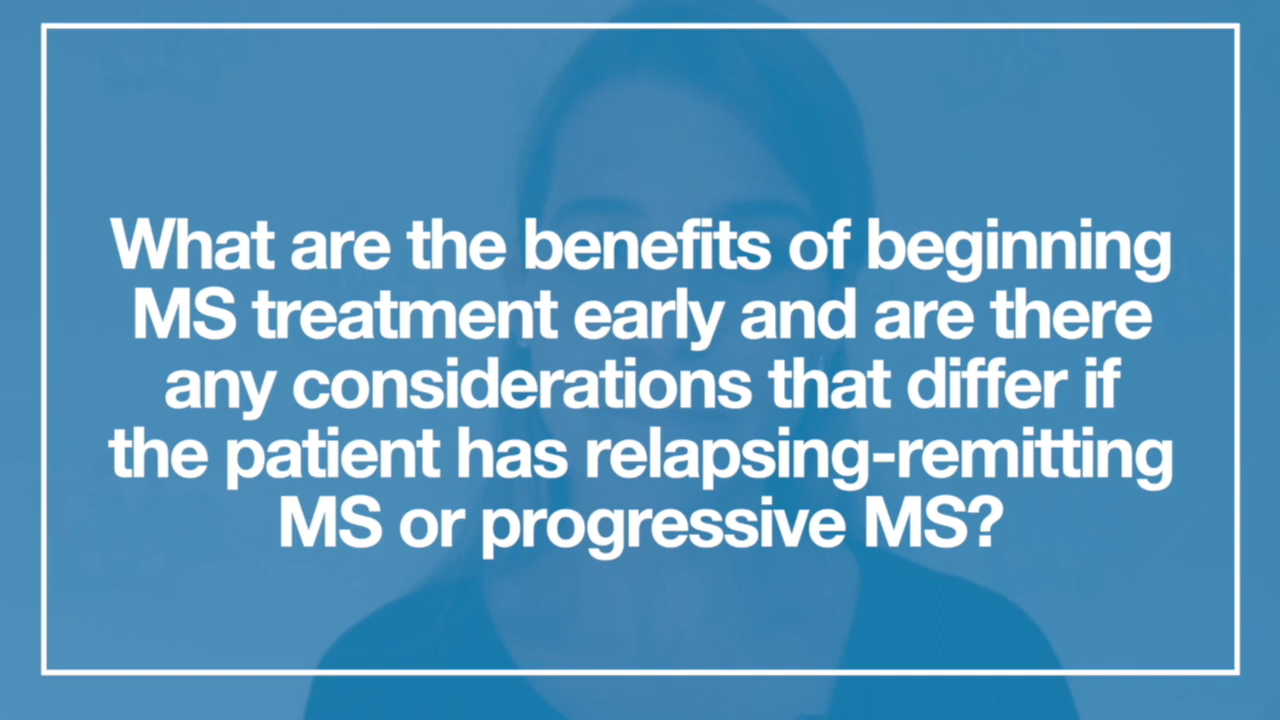 What are the benefits of beginning
MS treatment early and are there
any considerations that differ if
the patient has relapsing-remitting
MS or progressive MS?